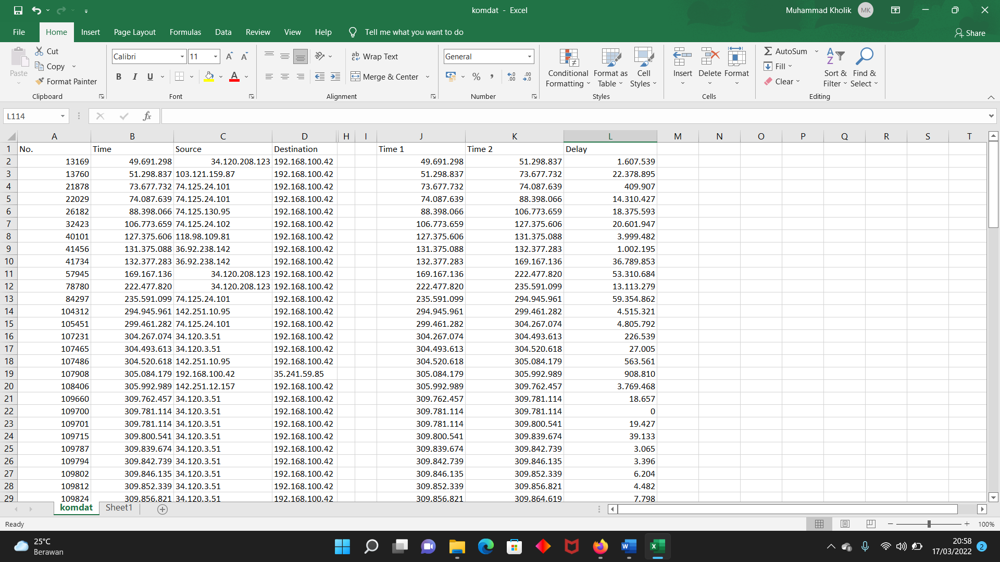 komdat - Excel
Muhammad Kholik MK
File Home Insert Page Layout Formulas Data Review View Help Tell me what you want to do Share
Paste Cut Copy Format Painter Clipboard
Calibri 11 B I U Font
Wrap Text Merge & Center Alignment
General % Number
Conditional Formatting Format as Table Cell Styles Styles
Insert Delete Format Cells
AutoSum Fill Clear Sort & Filter Find & Select Editing
L114 fx
A B C D H I J K L M N O P Q R S T
1 No. Time Source Destination Time 1 Time 2 Delay
2 13169 49.691.298 34.120.208.123 192.168.100.42 49.691.298 51.298.837 1.607.539
3 13760 51.298.837 103.121.159.87 192.168.100.42 51.298.837 73.677.732 22.378.895
4 21878 73.677.732 74.125.24.101 192.168.100.42 73.677.732 74.087.639 409.907
5 22029 74.087.639 74.125.24.101 192.168.100.42 74.087.639 88.398.066 14.310.427
6 26182 88.398.066 74.125.130.95 192.168.100.42 88.398.066 106.773.659 18.375.593
7 32423 106.773.659 74.125.24.102 192.168.100.42 106.773.659 127.375.606 20.601.947
8 40101 127.375.606 118.98.109.81 192.168.100.42 127.375.606 131.375.088 3.999.482
9 41456 131.375.088 36.92.238.142 192.168.100.42 131.375.088 132.377.283 1.002.195
10 41734 132.377.283 36.92.238.142 192.168.100.42 132.377.283 169.167.136 36.789.853
11 57945 169.167.136 34.120.208.123 192.168.100.42 169.167.136 222.477.820 53.310.684
12 78780 222.477.820 34.120.208.123 192.168.100.42 222.477.820 235.591.099 13.113.279
13 84297 235.591.099 74.125.24.101 192.168.100.42 235.591.099 294.945.961 59.354.862
14 104312 294.945.961 142.251.10.95 192.168.100.42 294.945.961 299.461.282 4.515.321
15 105451 299.461.282 74.125.24.101 192.168.100.42 299.461.282 304.267.074 4.805.792
16 107231 304.267.074 34.120.3.51 192.168.100.42 304.267.074 304.493.613 226.539
17 107465 304.493.613 34.120.3.51 192.168.100.42 304.493.613 304.520.618 27.005
18 107486 304.520.618 142.251.10.95 192.168.100.42 304.520.618 305.084.179 563.561
19 107908 305.084.179 192.168.100.42 35.241.59.85 305.084.179 305.992.989 908.810
20 108406 305.992.989 142.251.12.157 192.168.100.42 305.992.989 309.762.457 3.769.468
21 109660 309.762.457 34.120.3.51 192.168.100.42 309.762.457 309.781.114 18.657
22 109700 309.781.114 34.120.3.51 192.168.100.42 309.781.114 309.781.114 0
23 109701 309.781.114 34.120.3.51 192.168.100.42 309.781.114 309.800.541 19.427
24 109715 309.800.541 34.120.3.51 192.168.100.42 309.800.541 309.839.674 39.133
25 109787 309.839.674 34.120.3.51 192.168.100.42 309.839.674 309.842.739 3.065
26 109794 309.842.739 34.120.3.51 192.168.100.42 309.842.739 309.846.135 3.396
27 109802 309.846.135 34.120.3.51 192.168.100.42 309.846.135 309.852.339 6.204
28 109812 309.852.339 34.120.3.51 192.168.100.42 309.852.339 309.856.821 4.482
29 109824 309.856.821 34.120.3.51 192.168.100.42 309.856.821 309.864.619 7.798
komdat Sheet1
Ready 100%
25°C
Berawan
20:58
17/03/2022 2